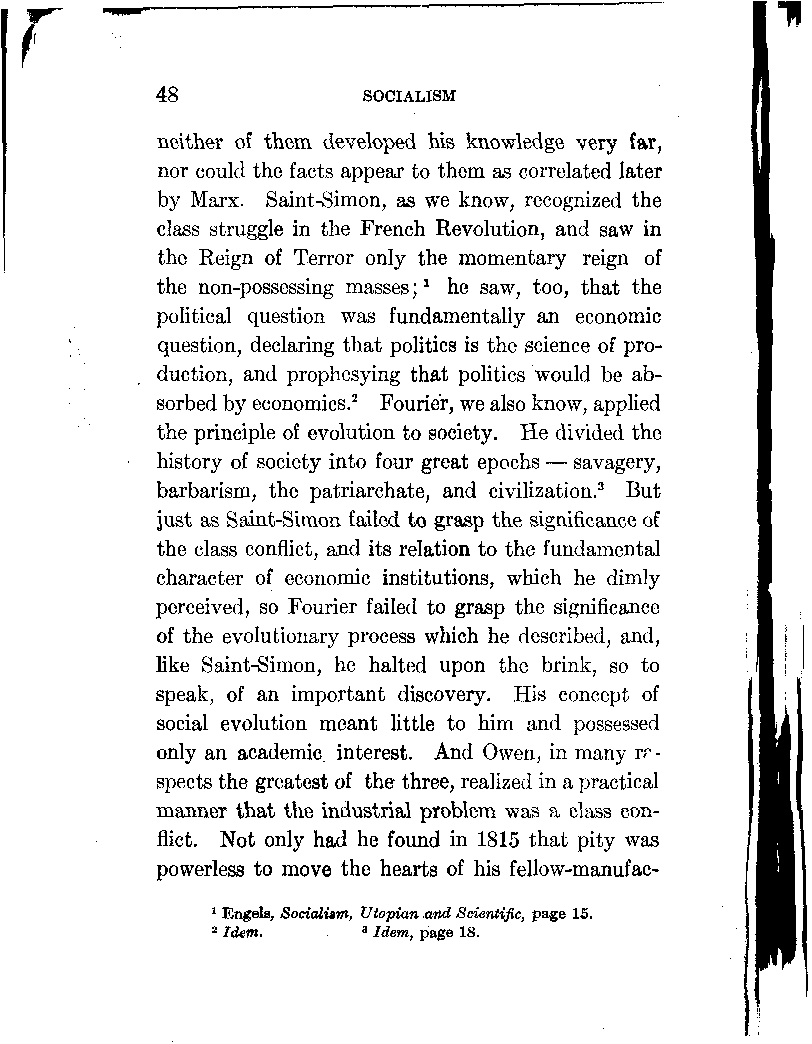 48 SOCIALISM
neither of them developed his knowledge very far,
nor could the facts appear to them as correlated later
by Marx. Saint-Simon, as we know, recognized the
class struggle in the French Revolution, and saw in
the Reign of Terror only the momentary reign of
the non-possessing masses;¹ he saw, too, that the
political question was fundamentally an economic
question, declaring that politics is the science of pro-
duction, and prophesying that politics would be ab-
sorbed by economics.² Fourier, we also know, applied
the principle of evolution to society. He divided the
history of society into four great epochs — savagery,
barbarism, the patriarchate, and civilization.³ But
just as Saint-Simon failed to grasp the significance of
the class conflict, and its relation to the fundamental
character of economic institutions, which he dimly
perceived, so Fourier failed to grasp the significance
of the evolutionary process which he described, and,
like Saint-Simon, he halted upon the brink, so to
speak, of an important discovery. His concept of
social evolution meant little to him and possessed
only an academic interest. And Owen, in many re-
spects the greatest of the three, realized in a practical
manner that the industrial problem was a class con-
flict. Not only had he found in 1815 that pity was
powerless to move the hearts of his fellow-manufac-
¹ Engels, Socialism, Utopian and Scientific, page 15.
² Idem. ³ Idem, page 18.